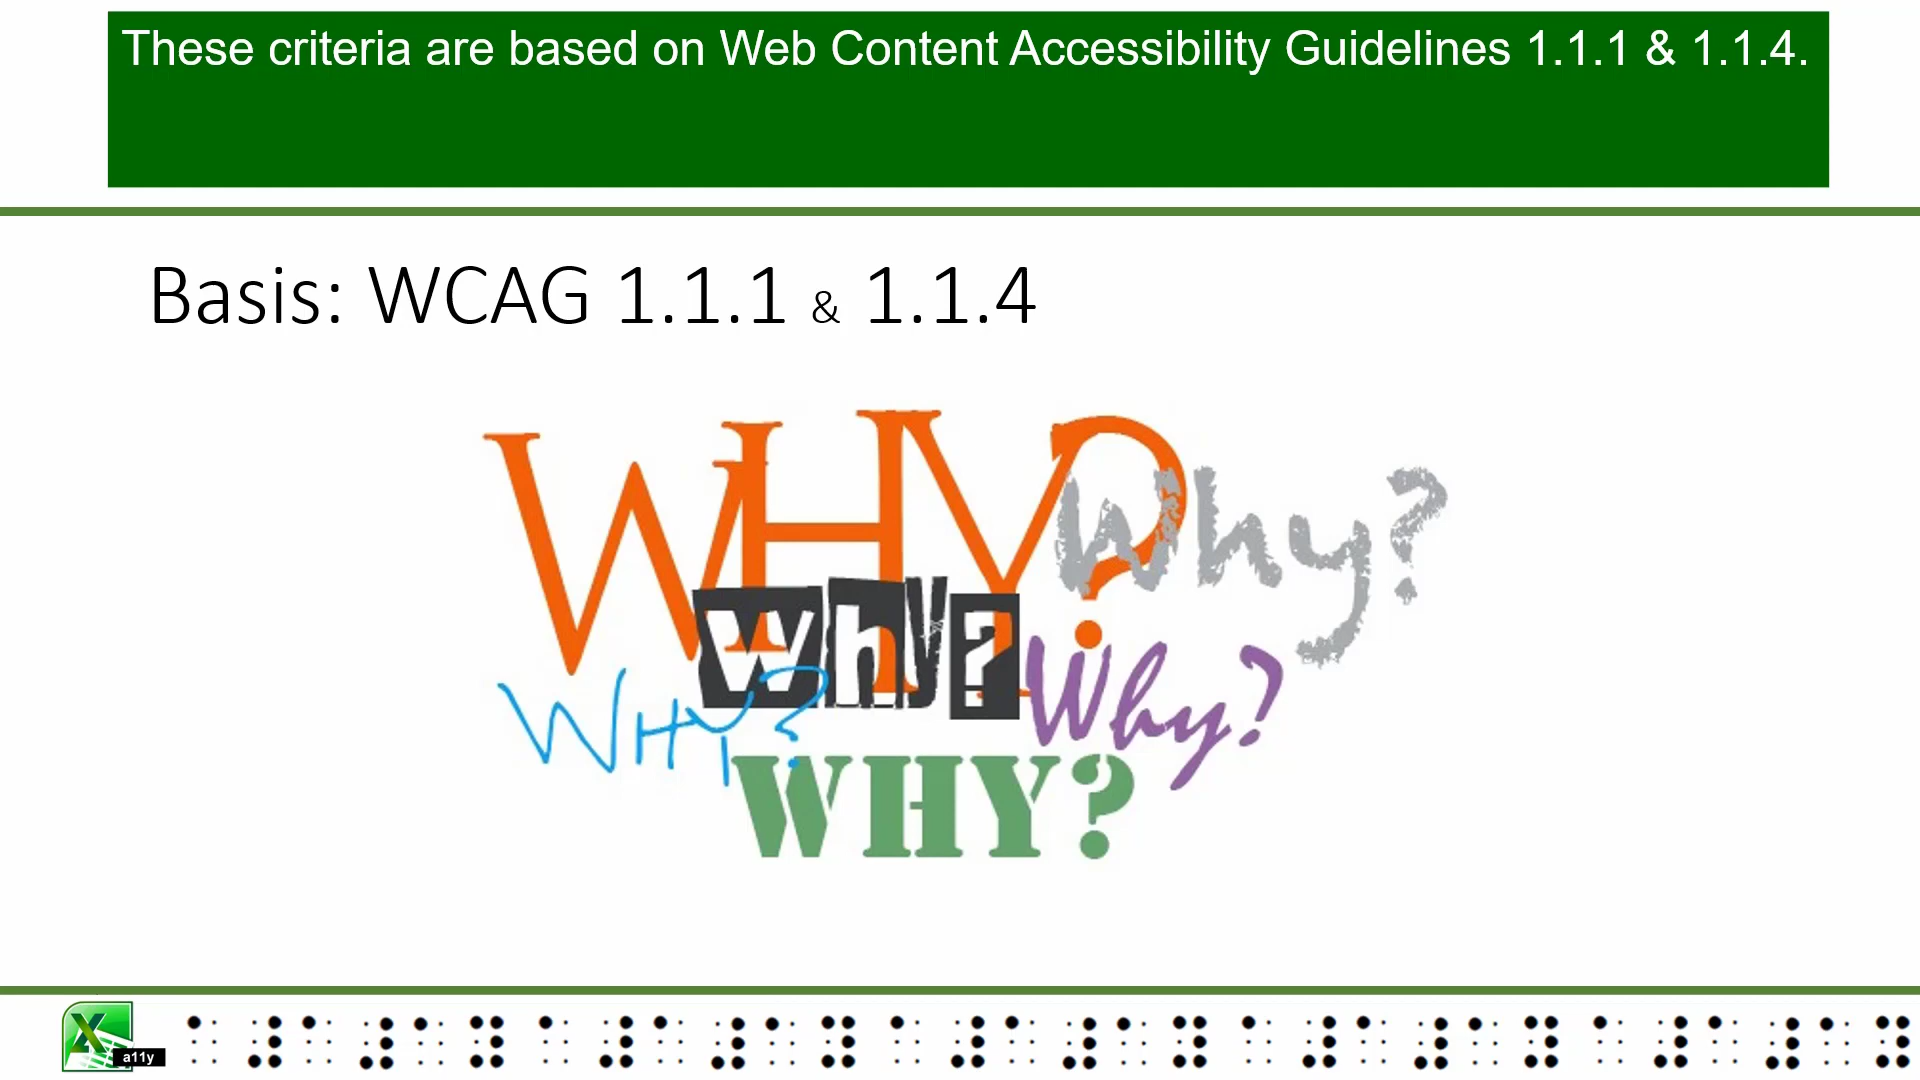 These criteria are based on Web Content Accessibility Guidelines 1.1.1 & 1.1.4.
Basis: WCAG 1.1.1 & 1.1.4
WHY?
Why?
why?
Why?
WHY?
WHY?
a11y